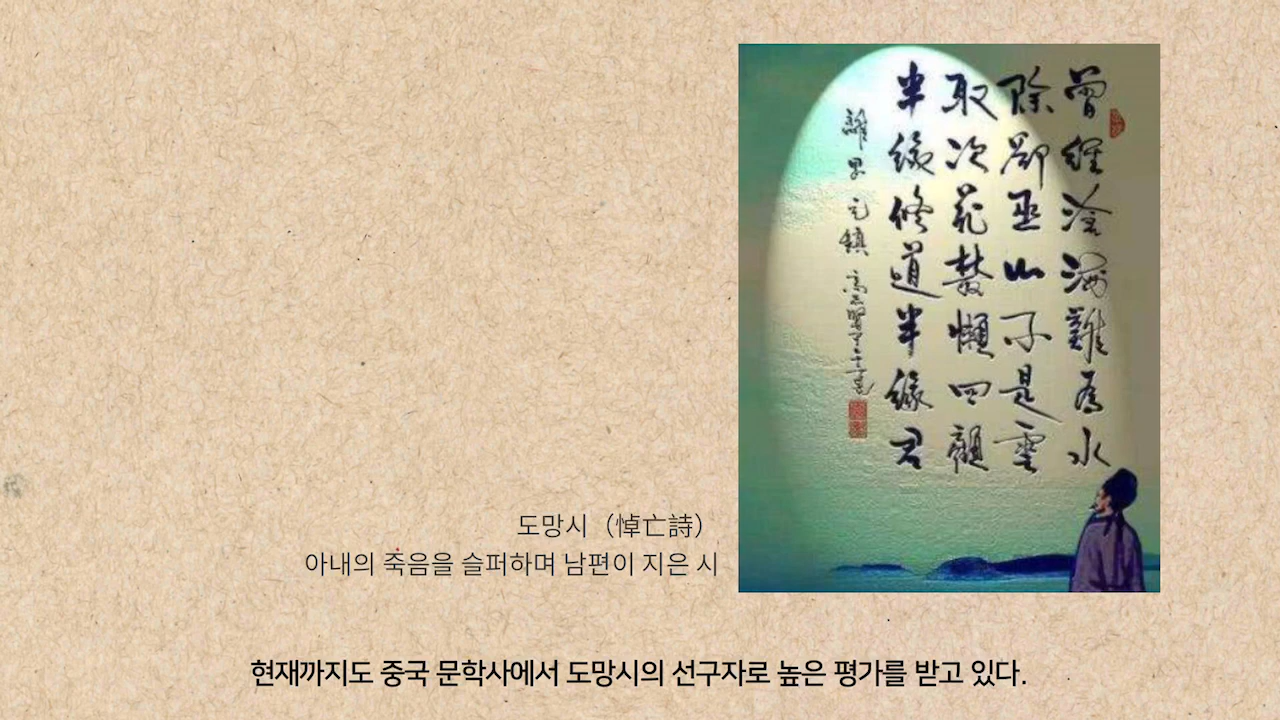 曾經滄海難爲水
除卻巫山不是雲
取次花叢懶回顧
半緣修道半緣君
離思 元稹
도망시（悼亡詩）
아내의 죽음을 슬퍼하며 남편이 지은 시
현재까지도 중국 문학사에서 도망시의 선구자로 높은 평가를 받고 있다.